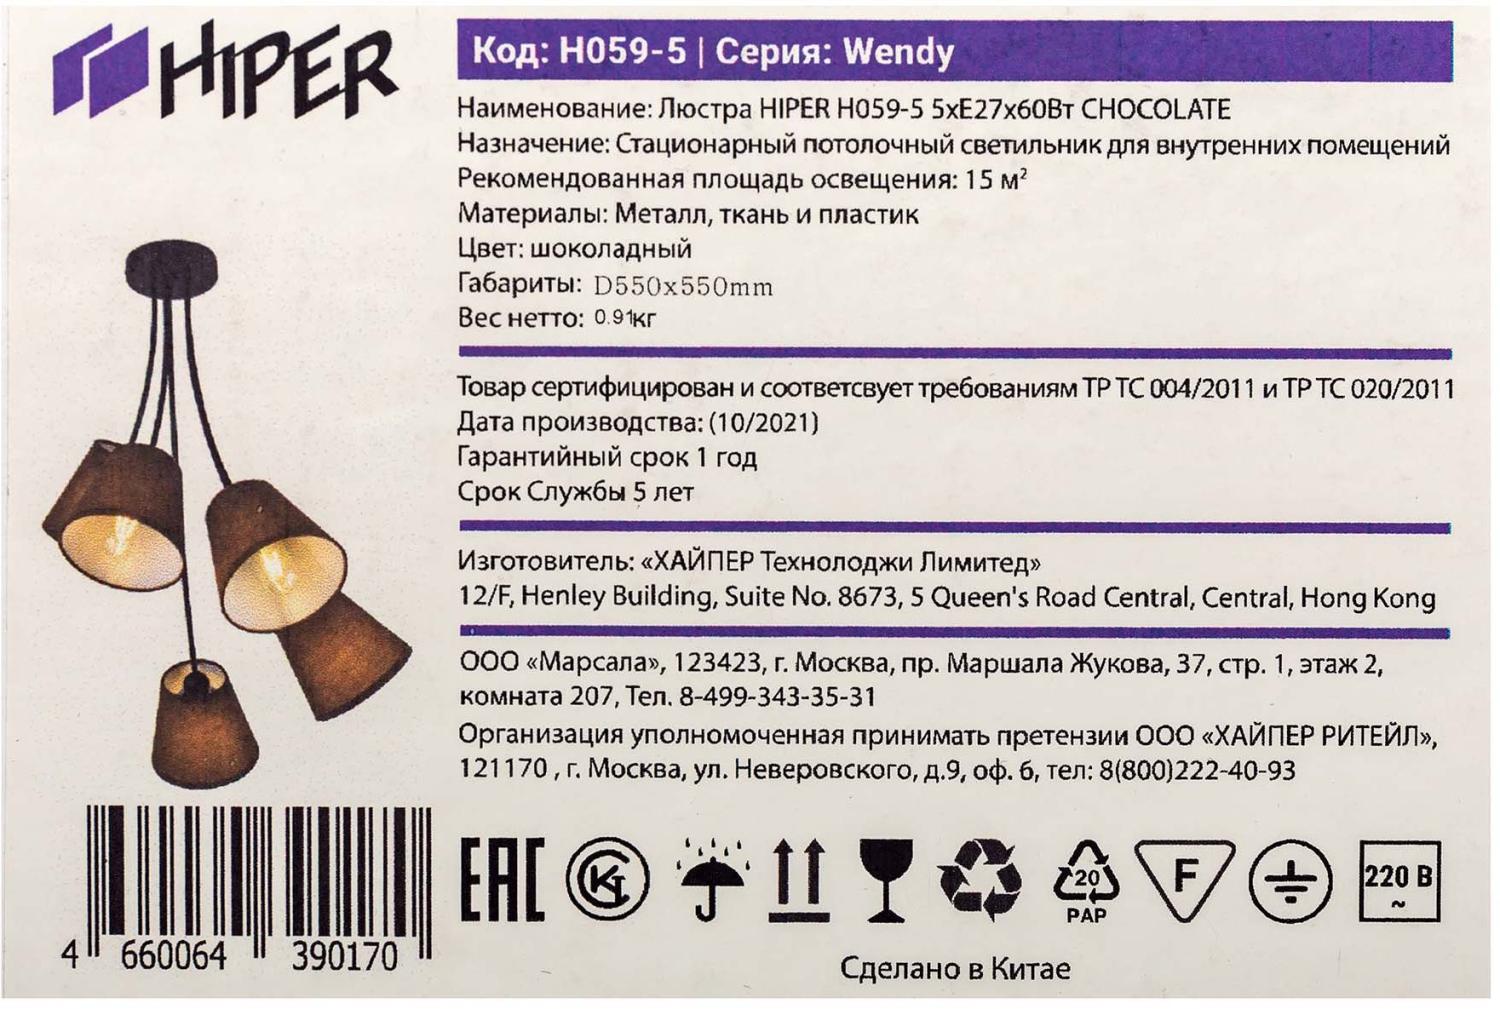 HIPER
Код: H059-5 | Серия: Wendy
Наименование: Люстра HIPER H059-5 5xE27x60Вт CHOCOLATE
Назначение: Стационарный потолочный светильник для внутренних помещений
Рекомендованная площадь освещения: 15 м²
Материалы: Металл, ткань и пластик
Цвет: шоколадный
Габариты: D550x550mm
Вес нетто: 0.91кг
Товар сертифицирован и соответсвует требованиям ТР ТС 004/2011 и ТР ТС 020/2011
Дата производства: (10/2021)
Гарантийный срок 1 год
Срок Службы 5 лет
Изготовитель: «ХАЙПЕР Технолоджи Лимитед»
12/F, Henley Building, Suite No. 8673, 5 Queen's Road Central, Central, Hong Kong
ООО «Марсала», 123423, г. Москва, пр. Маршала Жукова, 37, стр. 1, этаж 2,
комната 207, Тел. 8-499-343-35-31
Организация уполномоченная принимать претензии ООО «ХАЙПЕР РИТЕЙЛ»,
121170 , г. Москва, ул. Неверовского, д.9, оф. 6, тел: 8(800)222-40-93
4 660064 390170
EAC
20
PAP
F
220 В
~
Сделано в Китае